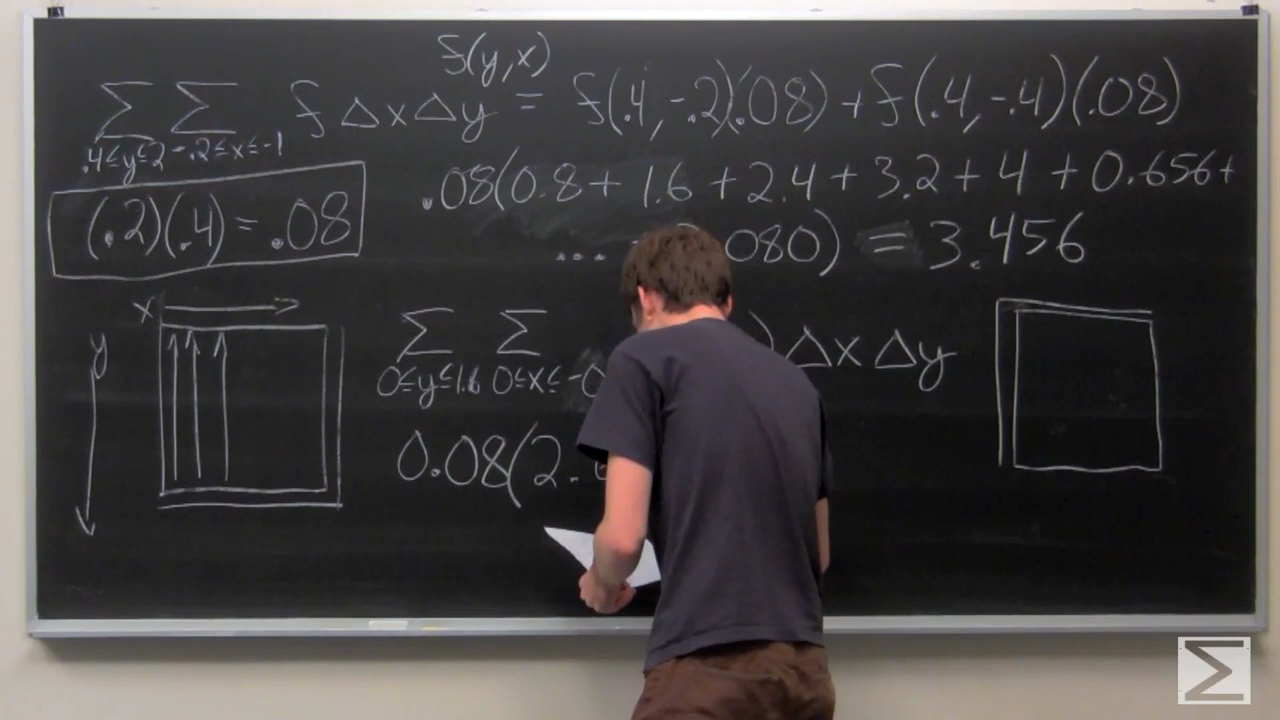 f(y,x)
∑ ∑ f Δx Δy = f(.4, -.2)(.08) + f(.4, -.4)(.08)
.4≤y≤2 -.2≤x≤-1
.08(0.8 + 1.6 + 2.4 + 3.2 + 4 + 0.656+
(.2)(.4) = .08
... 080) = 3.456
x
y
∑ ∑ ) Δx Δy
0≤y≤1.6 0≤x≤-0
0.08(2.
∑